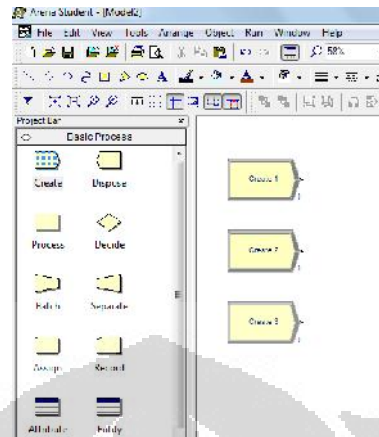 Arena Student - [Model2]
File Edit View Tools Arrange Object Run Window Help
58%
Project Bar
Basic Process
Create Dispose
Process Decide
Batch Separate
Assign Record
Attribute Entity
Create 1
Create 2
Create 3